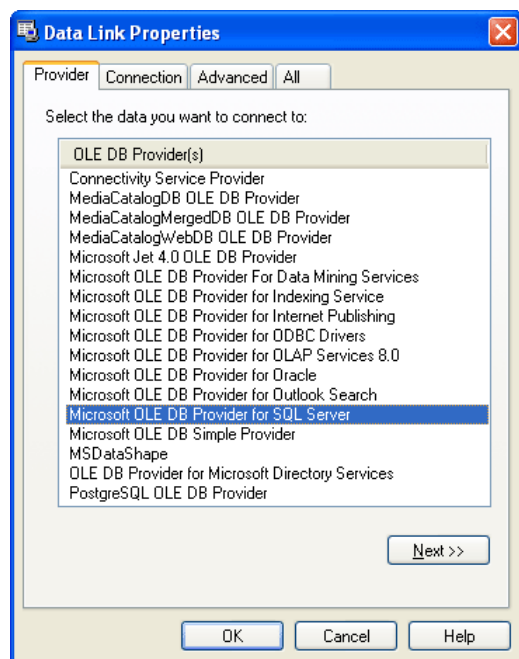 Data Link Properties
Provider Connection Advanced All
Select the data you want to connect to:
OLE DB Provider(s)
Connectivity Service Provider
MediaCatalogDB OLE DB Provider
MediaCatalogMergedDB OLE DB Provider
MediaCatalogWebDB OLE DB Provider
Microsoft Jet 4.0 OLE DB Provider
Microsoft OLE DB Provider For Data Mining Services
Microsoft OLE DB Provider for Indexing Service
Microsoft OLE DB Provider for Internet Publishing
Microsoft OLE DB Provider for ODBC Drivers
Microsoft OLE DB Provider for OLAP Services 8.0
Microsoft OLE DB Provider for Oracle
Microsoft OLE DB Provider for Outlook Search
Microsoft OLE DB Provider for SQL Server
Microsoft OLE DB Simple Provider
MSDataShape
OLE DB Provider for Microsoft Directory Services
PostgreSQL OLE DB Provider
Next >>
OK Cancel Help